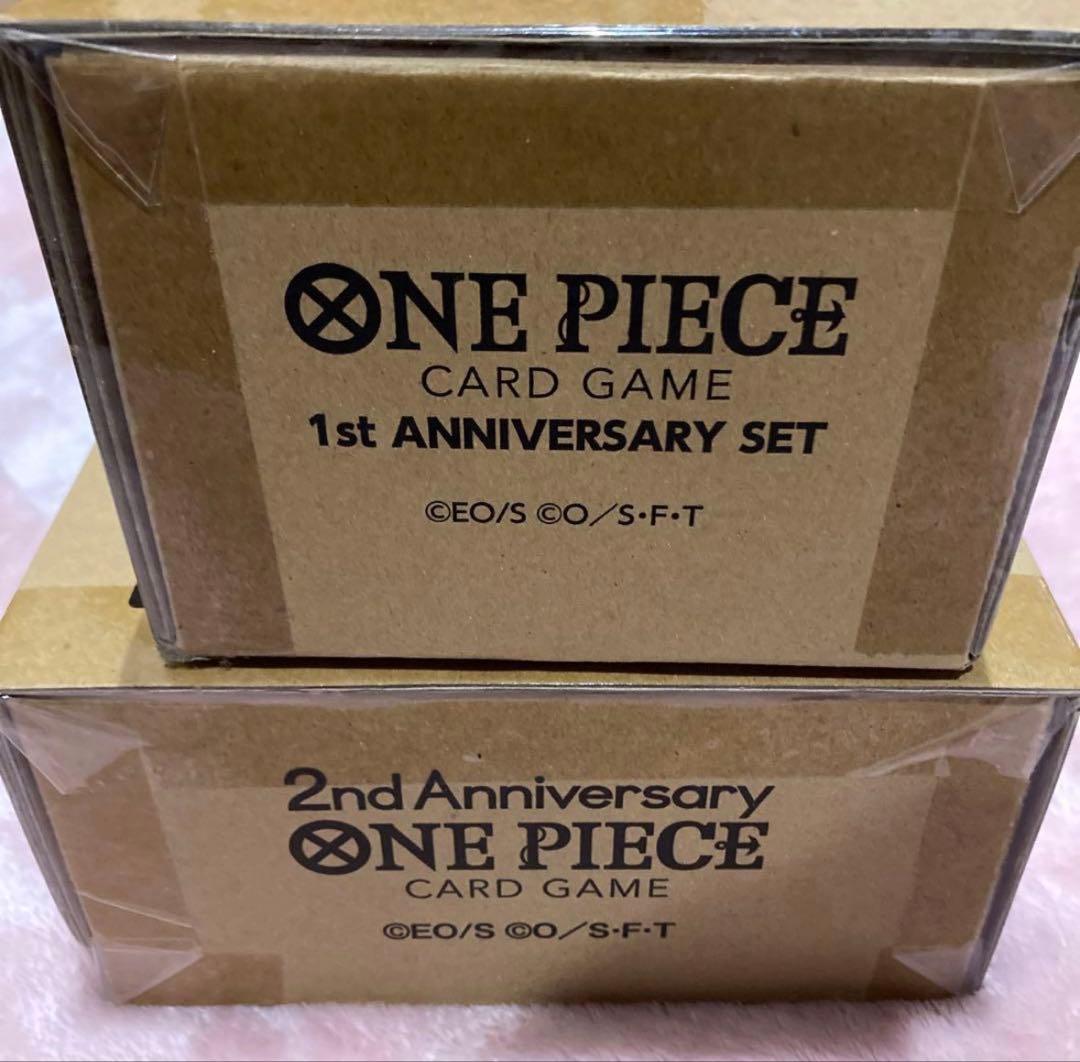 ONE PIECE
CARD GAME
1st ANNIVERSARY SET
©EO/S ©O／S・F・T
2nd Anniversary
ONE PIECE
CARD GAME
©EO/S ©O／S・F・T